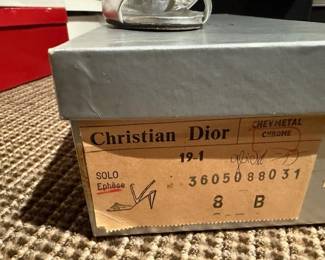 Christian Dior
CHEV.METAL
CHROME
19-1
SOLO
Ephèse
3605088031
8 B